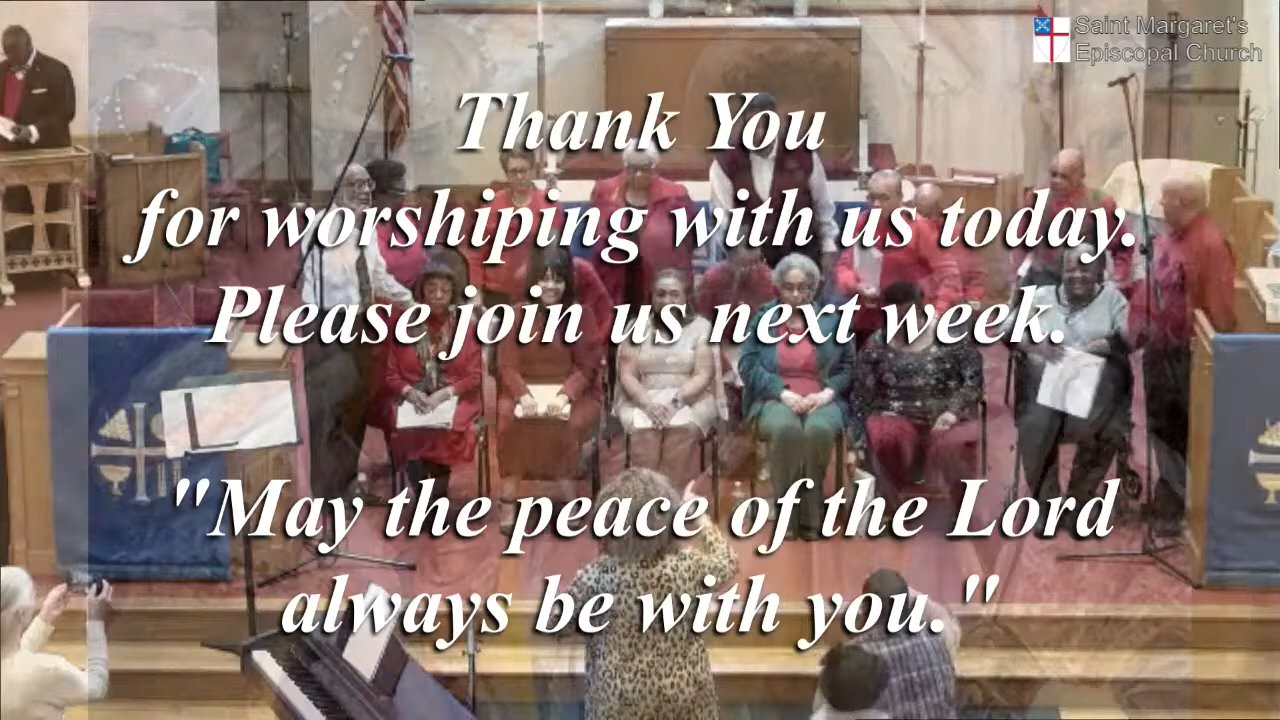 Saint Margaret's
Episcopal Church
Thank You
for worshiping with us today.
Please join us next week.
"May the peace of the Lord
always be with you."